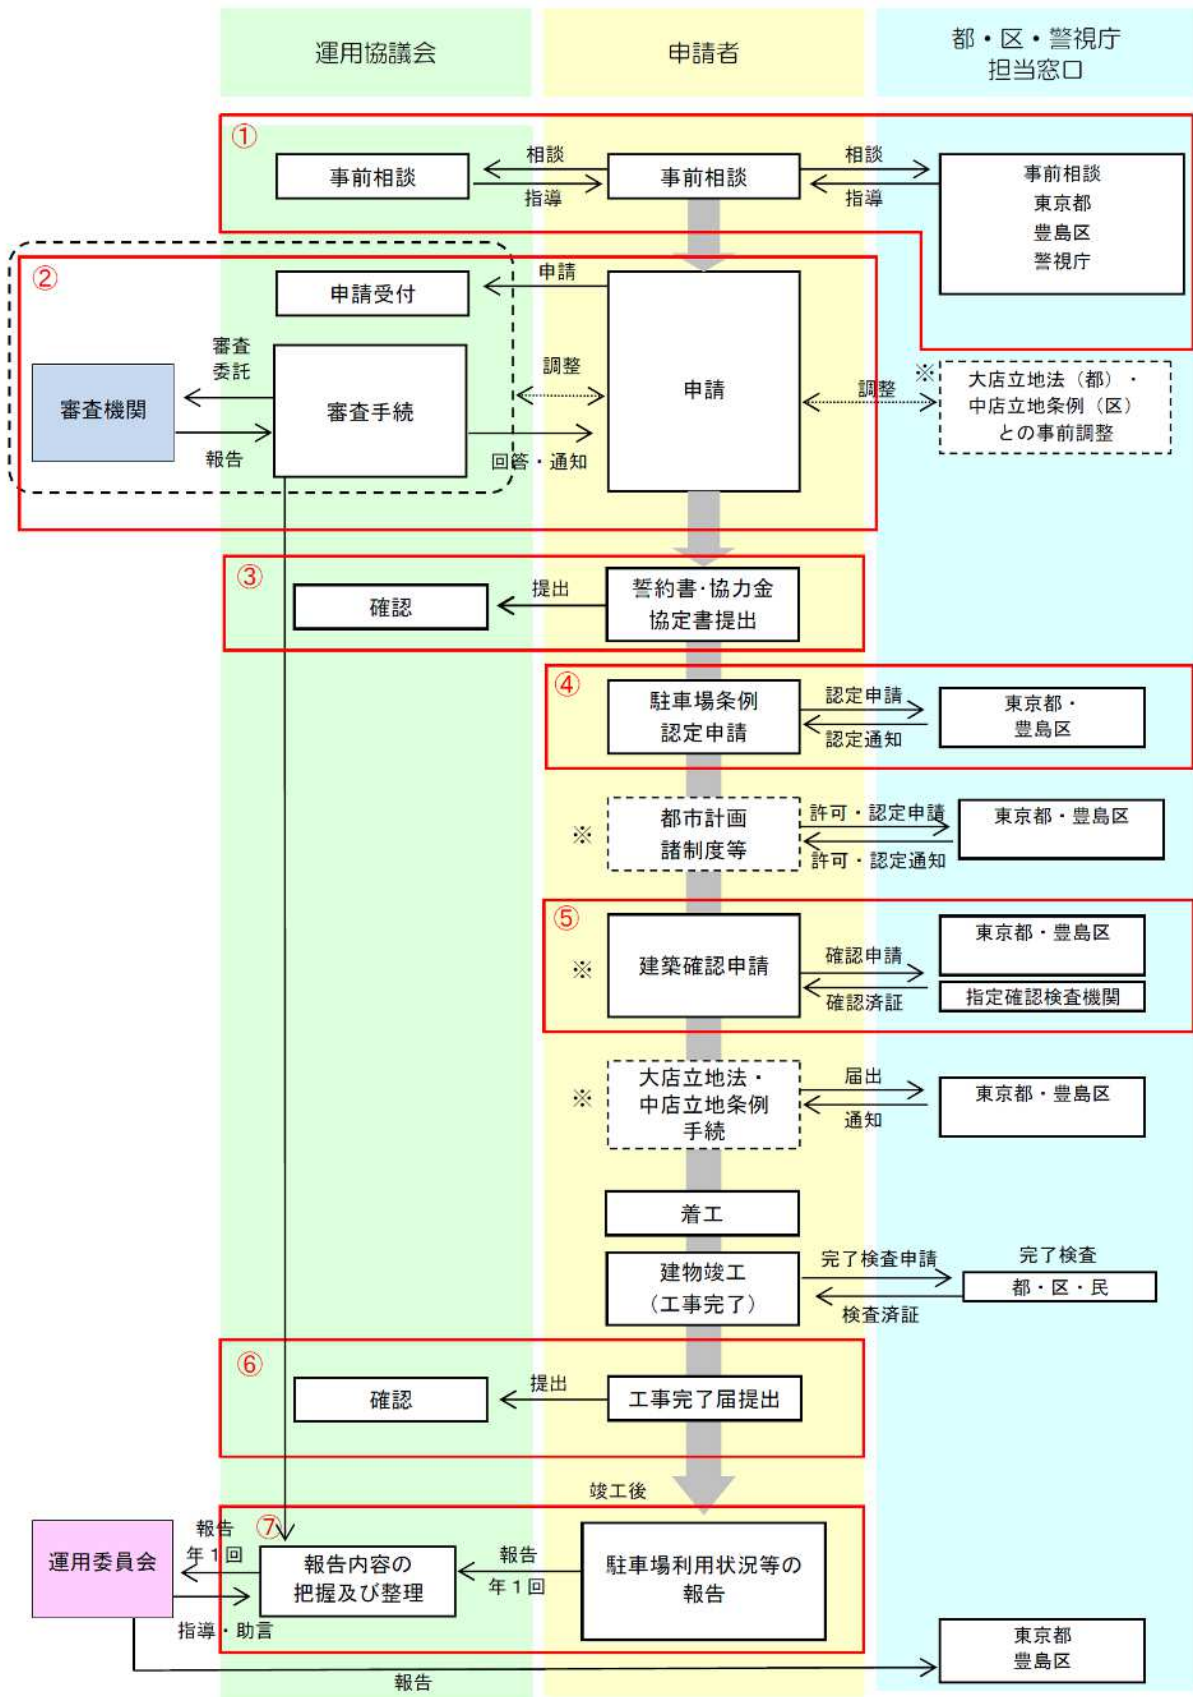 運用協議会
申請者
都・区・警視庁
担当窓口
①
事前相談
相談
指導
事前相談
相談
指導
事前相談
東京都
豊島区
警視庁
②
申請受付
申請
審査
委託
審査機関
報告
審査手続
調整
回答・通知
申請
調整
※
大店立地法（都）・
中店立地条例（区）
との事前調整
③
確認
提出
誓約書・協力金
協定書提出
④
駐車場条例
認定申請
認定申請
認定通知
東京都・
豊島区
※
都市計画
諸制度等
許可・認定申請
許可・認定通知
東京都・豊島区
⑤
※
建築確認申請
確認申請
確認済証
東京都・豊島区
指定確認検査機関
※
大店立地法・
中店立地条例
手続
届出
通知
東京都・豊島区
着工
建物竣工
（工事完了）
完了検査申請
検査済証
完了検査
都・区・民
⑥
確認
提出
工事完了届提出
竣工後
⑦
運用委員会
報告
年１回
指導・助言
報告内容の
把握及び整理
報告
年１回
駐車場利用状況等の
報告
報告
東京都
豊島区